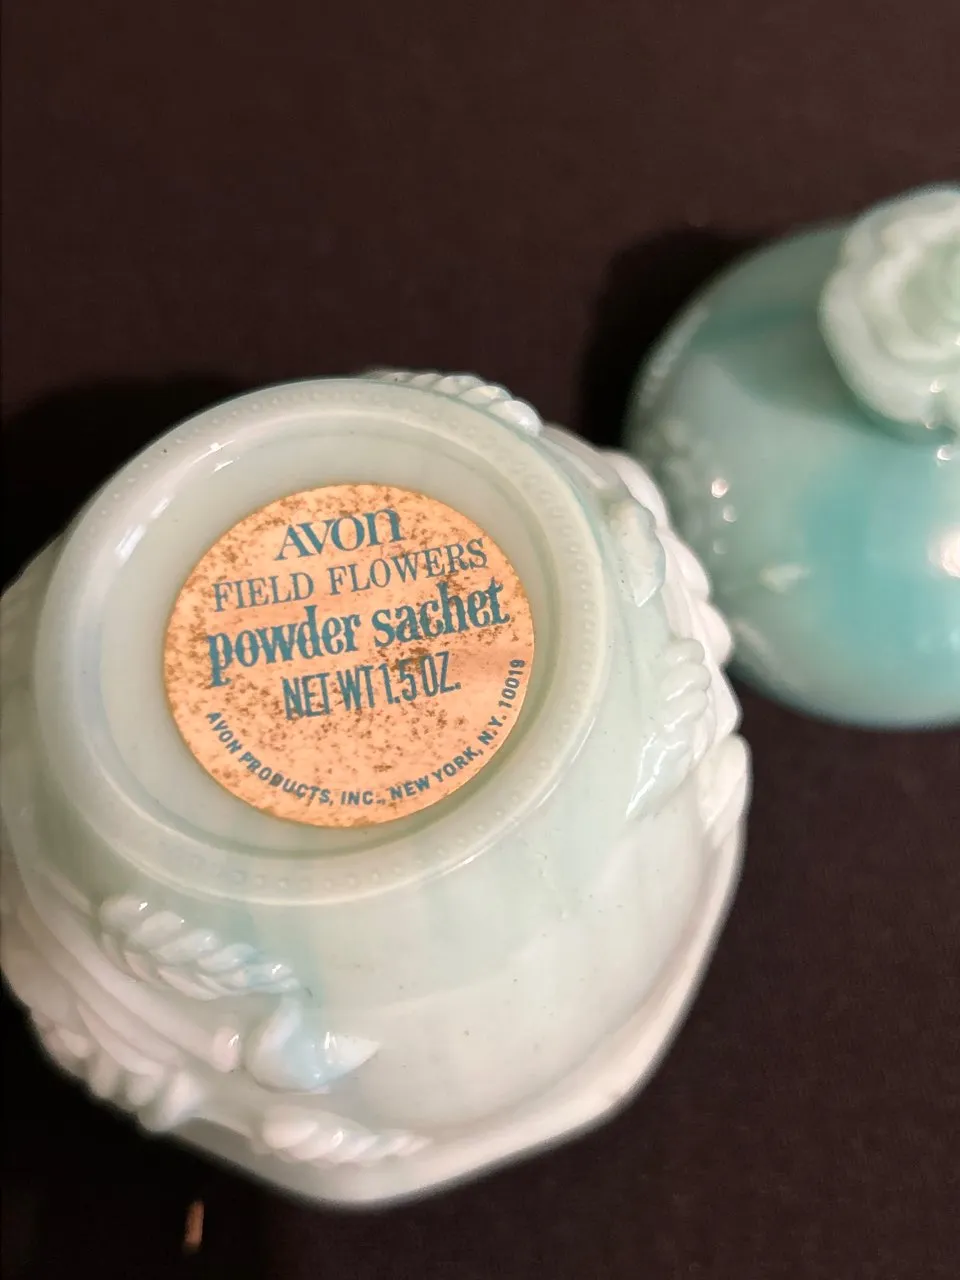 AVON
FIELD FLOWERS
powder sachet
NET WT 1.5 OZ.
AVON PRODUCTS, INC., NEW YORK, N.Y. 10019